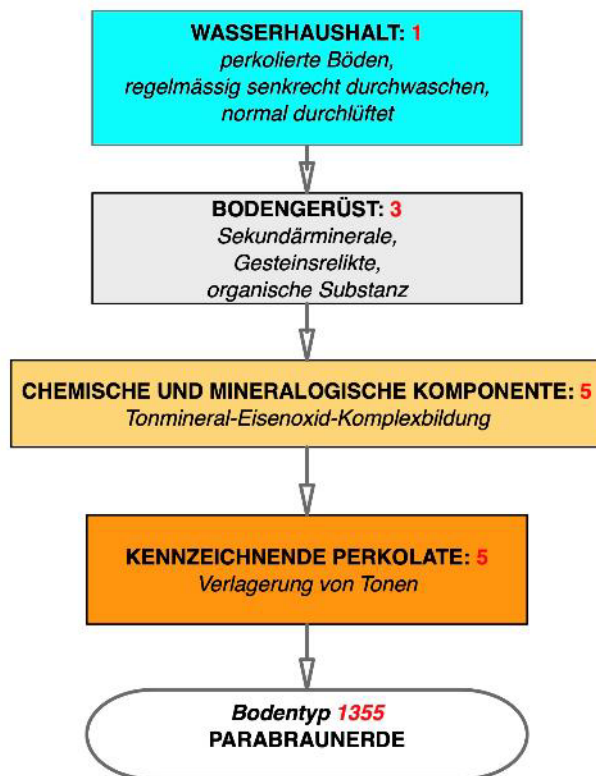 WASSERHAUSHALT: 1
perkolierte Böden,
regelmässig senkrecht durchwaschen,
normal durchlüftet
BODENGERÜST: 3
Sekundärminerale,
Gesteinsrelikte,
organische Substanz
CHEMISCHE UND MINERALOGISCHE KOMPONENTE: 5
Tonmineral-Eisenoxid-Komplexbildung
KENNZEICHNENDE PERKOLATE: 5
Verlagerung von Tonen
Bodentyp 1355
PARABRAUNERDE